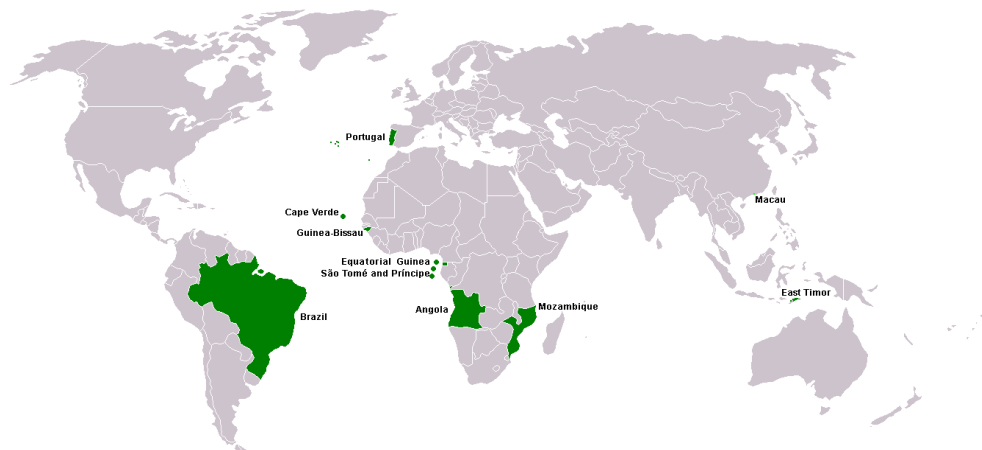 Portugal
Macau
Cape Verde
Guinea-Bissau
Equatorial Guinea
São Tomé and Príncipe
East Timor
Angola
Mozambique
Brazil